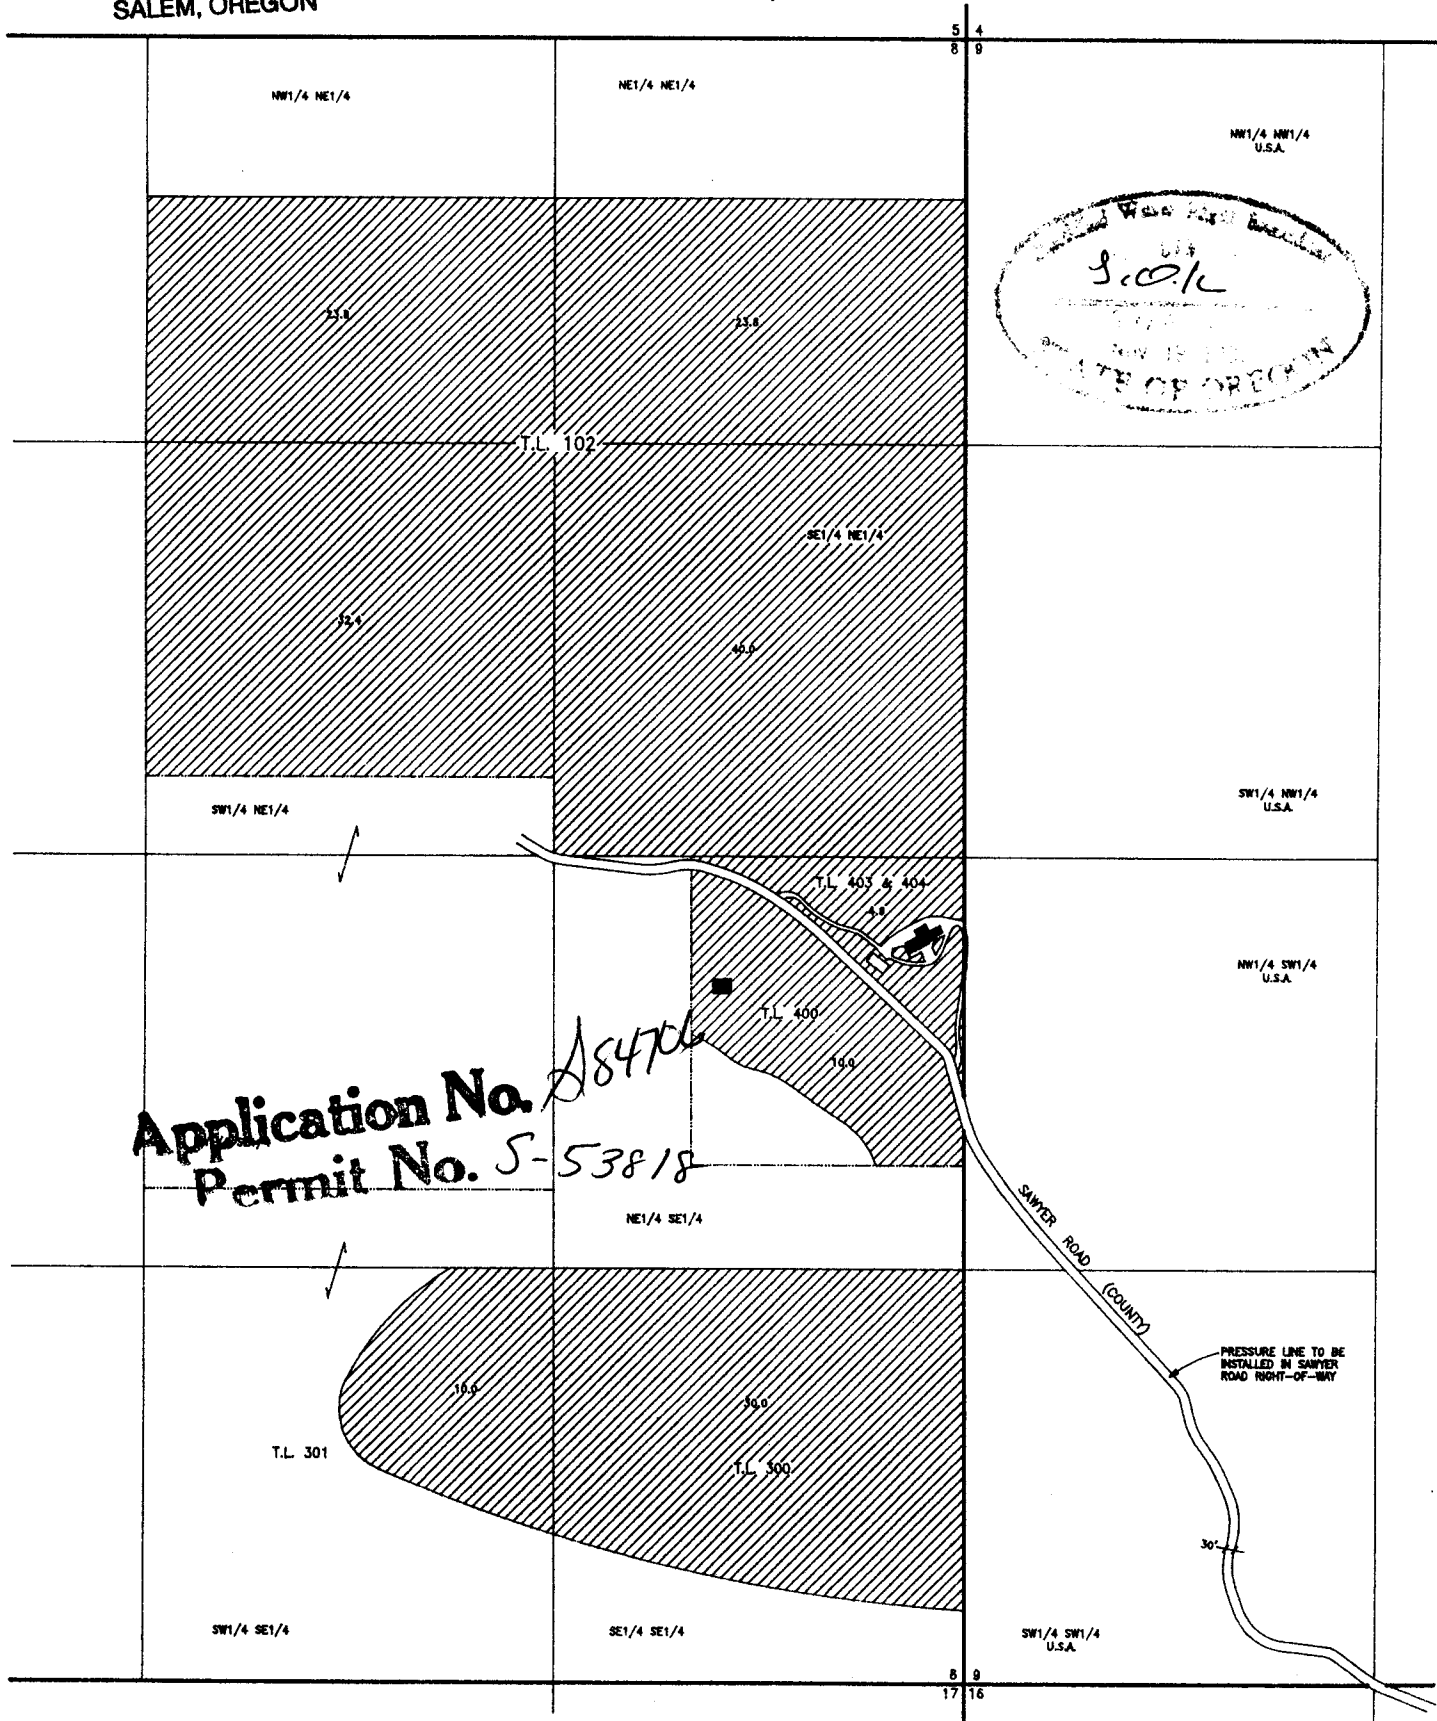 SALEM, OREGON
5 4
8 9
NW1/4 NE1/4
NE1/4 NE1/4
NW1/4 NW1/4
U.S.A.
STATE OF OREGON
23.8
23.8
T.L. 102
SE1/4 NE1/4
32.4
40.0
SW1/4 NE1/4
SW1/4 NW1/4
U.S.A.
T.L. 403 & 404
4.8
NW1/4 SW1/4
U.S.A.
T.L. 400
10.0
Application No.
Permit No. S-53818
NE1/4 SE1/4
SAWYER ROAD (COUNTY)
PRESSURE LINE TO BE
INSTALLED IN SAWYER
ROAD RIGHT-OF-WAY
10.0
30.0
T.L. 301
T.L. 300
30'
SW1/4 SE1/4
SE1/4 SE1/4
SW1/4 SW1/4
U.S.A.
8 9
17 16